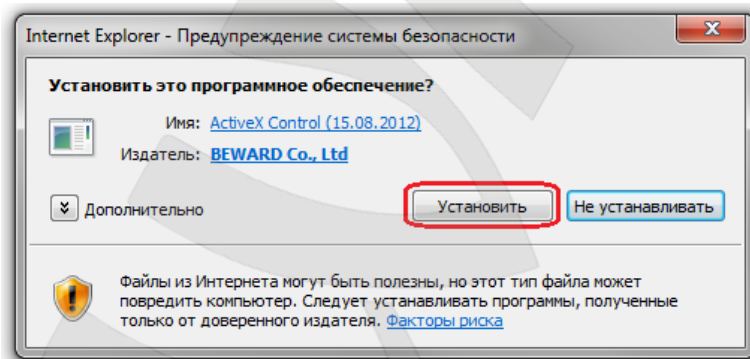 Internet Explorer - Предупреждение системы безопасности
Установить это программное обеспечение?
Имя: ActiveX Control (15.08.2012)
Издатель: BEWARD Co., Ltd
Дополнительно Установить Не устанавливать
Файлы из Интернета могут быть полезны, но этот тип файла может
повредить компьютер. Следует устанавливать программы, полученные
только от доверенного издателя. Факторы риска